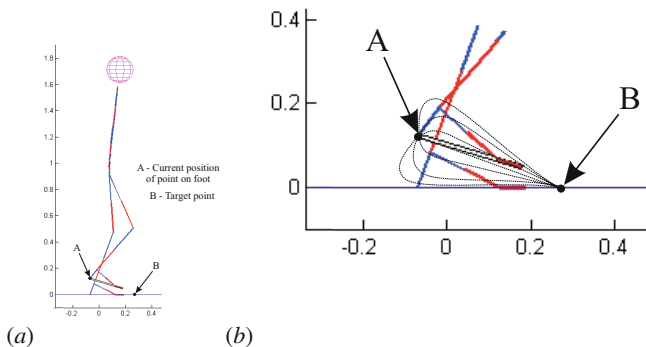 1.8
1.6
1.4
1.2
1
0.8
0.6
0.4
0.2
0
-0.2 0 0.2 0.4
A - Current position
of point on foot
B - Target point
A
B
(a)
0.4
0.2
0
-0.2 0 0.2 0.4
A
B
(b)